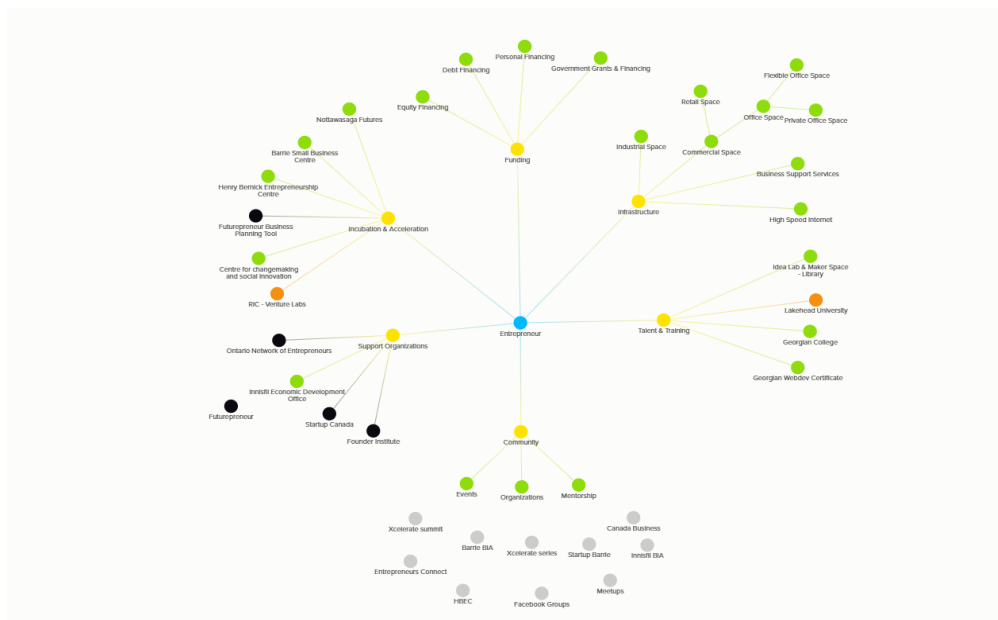 Personal Financing
Debt Financing
Government Grants & Financing
Flexible Office Space
Equity Financing
Retail Space
Nottawasaga Futures
Office Space
Private Office Space
Industrial Space
Commercial Space
Barrie Small Business
Centre
Funding
Business Support Services
Henry Bernick Entrepreneurship
Centre
Infrastructure
High Speed Internet
Futurepreneur Business
Planning Tool
Incubation & Acceleration
Centre for changemaking
and social innovation
Idea Lab & Maker Space
- Library
RIC - Venture Labs
Lakehead University
Entrepreneur
Talent & Training
Support Organizations
Ontario Network of Entrepreneurs
Georgian College
Georgian Webdev Certificate
Innisfil Economic Development
Office
Futurepreneur
Startup Canada
Founder Institute
Community
Events
Organizations
Mentorship
Xcelerate summit
Canada Business
Barrie BIA
Xcelerate series
Startup Barrie
Innisfil BIA
Entrepreneurs Connect
Meetups
HBEC
Facebook Groups